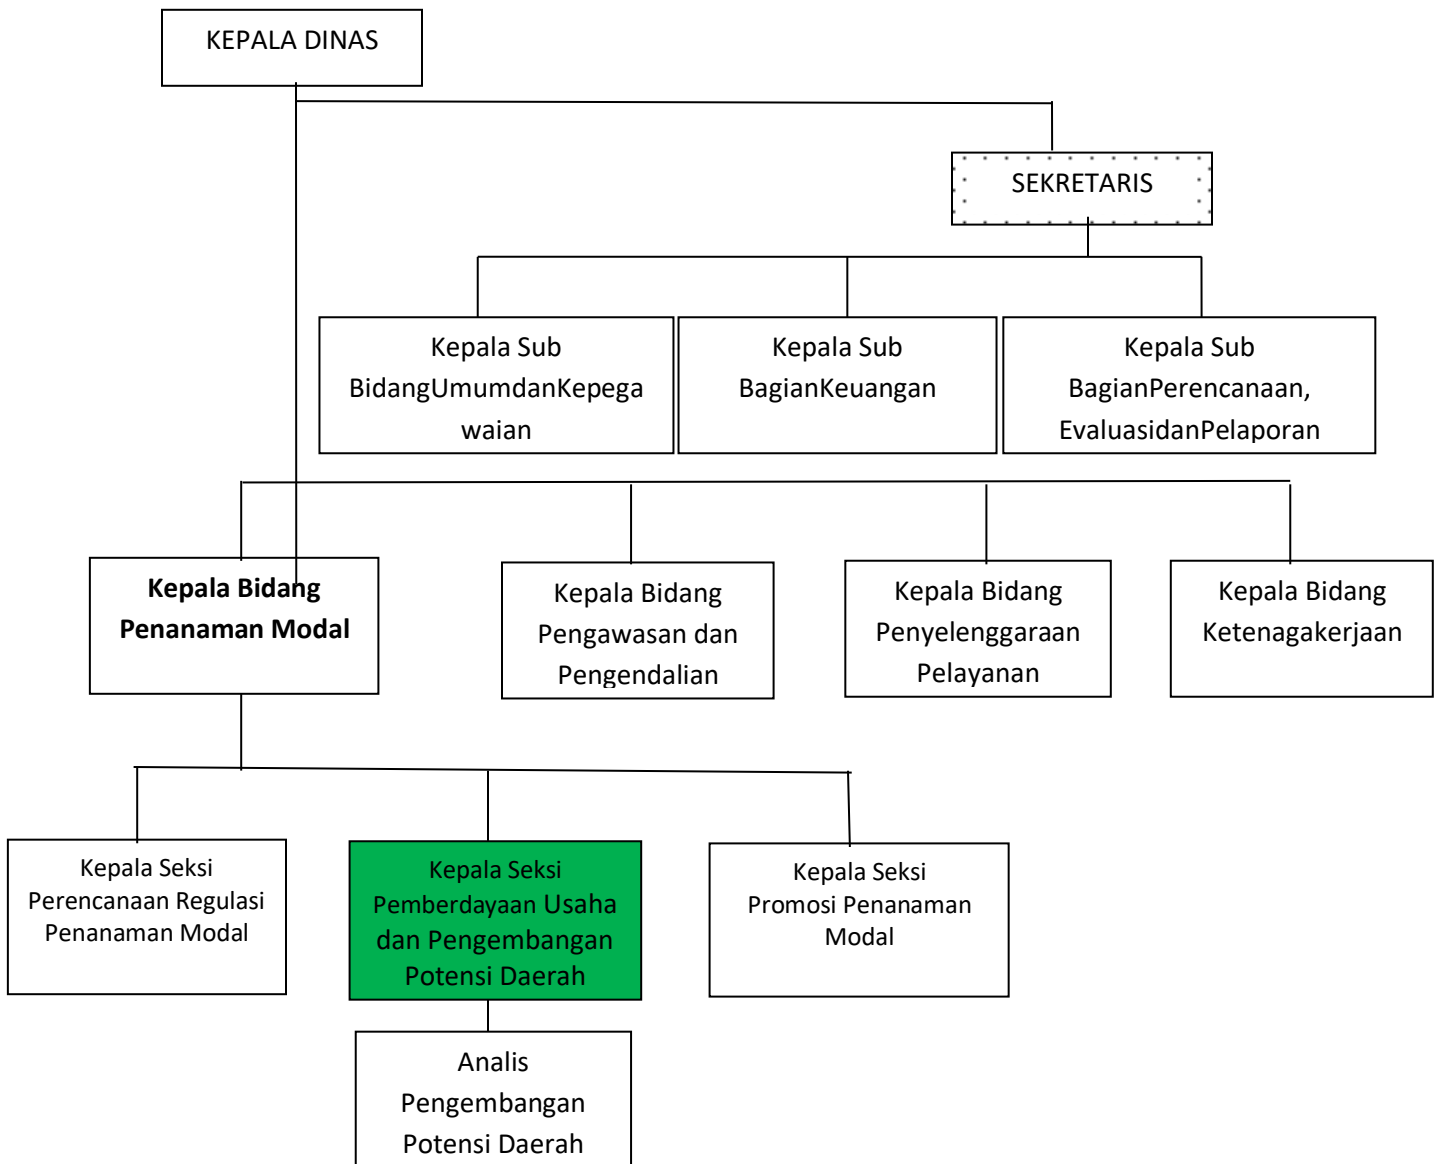 KEPALA DINAS
SEKRETARIS
Kepala Sub
BidangUmumdanKepega
waian
Kepala Sub
BagianKeuangan
Kepala Sub
BagianPerencanaan,
EvaluasidanPelaporan
Kepala Bidang
Penanaman Modal
Kepala Bidang
Pengawasan dan
Pengendalian
Kepala Bidang
Penyelenggaraan
Pelayanan
Kepala Bidang
Ketenagakerjaan
Kepala Seksi
Perencanaan Regulasi
Penanaman Modal
Kepala Seksi
Pemberdayaan Usaha
dan Pengembangan
Potensi Daerah
Kepala Seksi
Promosi Penanaman
Modal
Analis
Pengembangan
Potensi Daerah